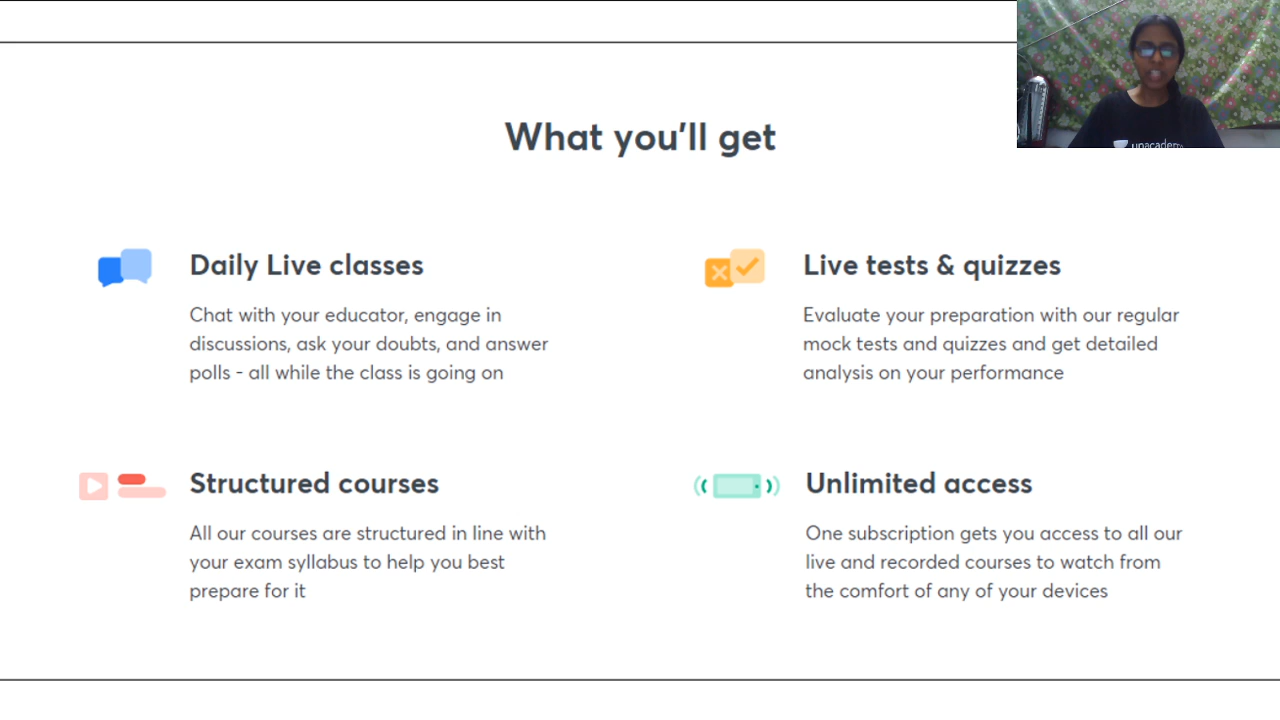 What you'll get
Daily Live classes
Chat with your educator, engage in
discussions, ask your doubts, and answer
polls - all while the class is going on
Live tests & quizzes
Evaluate your preparation with our regular
mock tests and quizzes and get detailed
analysis on your performance
Structured courses
All our courses are structured in line with
your exam syllabus to help you best
prepare for it
Unlimited access
One subscription gets you access to all our
live and recorded courses to watch from
the comfort of any of your devices
unacademy